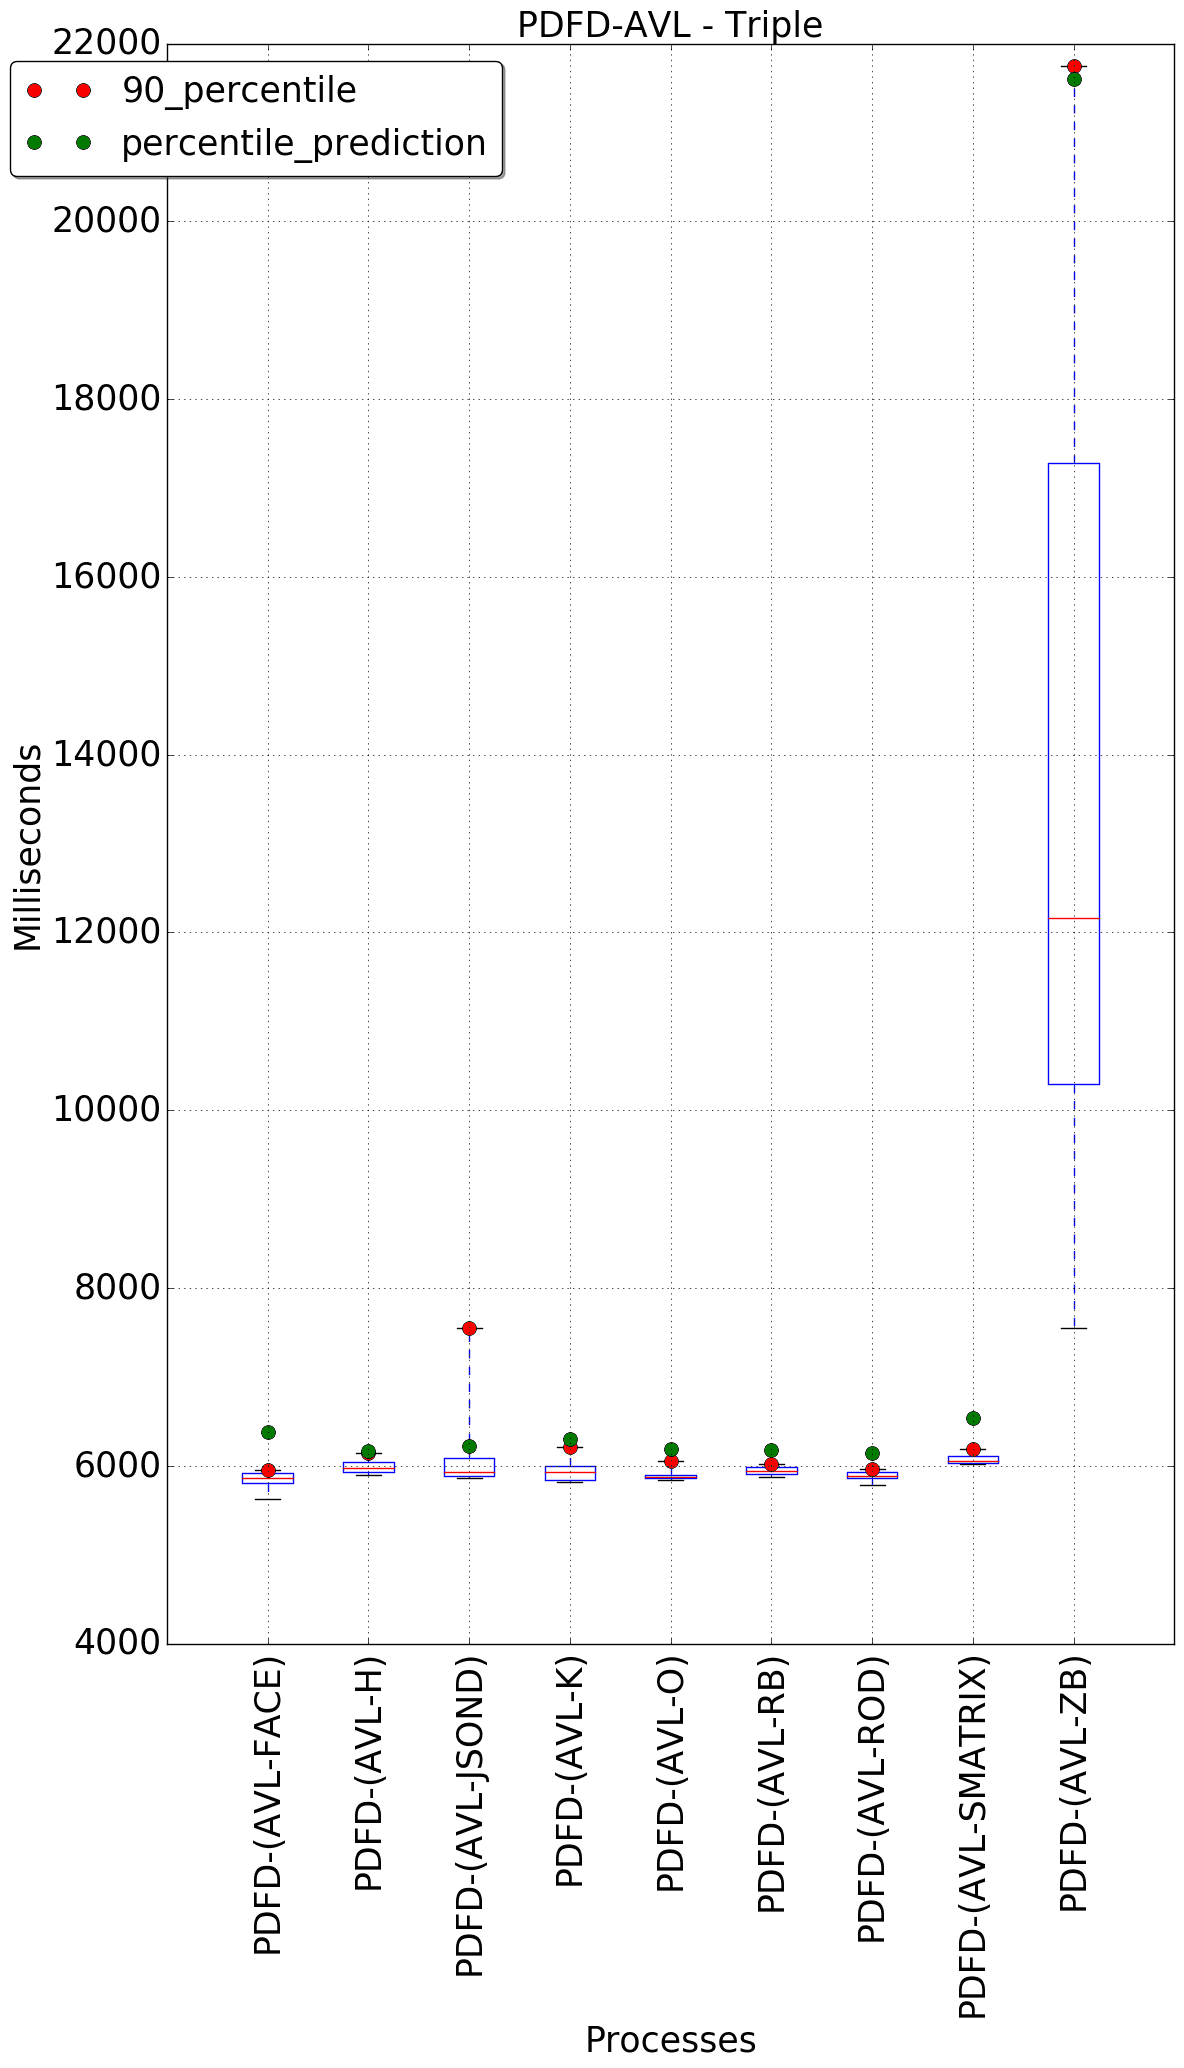 PDFD-AVL - Triple
90_percentile
percentile_prediction
22000
20000
18000
16000
14000
12000
10000
8000
6000
4000
Milliseconds
PDFD-(AVL-FACE)
PDFD-(AVL-H)
PDFD-(AVL-JSOND)
PDFD-(AVL-K)
PDFD-(AVL-O)
PDFD-(AVL-RB)
PDFD-(AVL-ROD)
PDFD-(AVL-SMATRIX)
PDFD-(AVL-ZB)
Processes